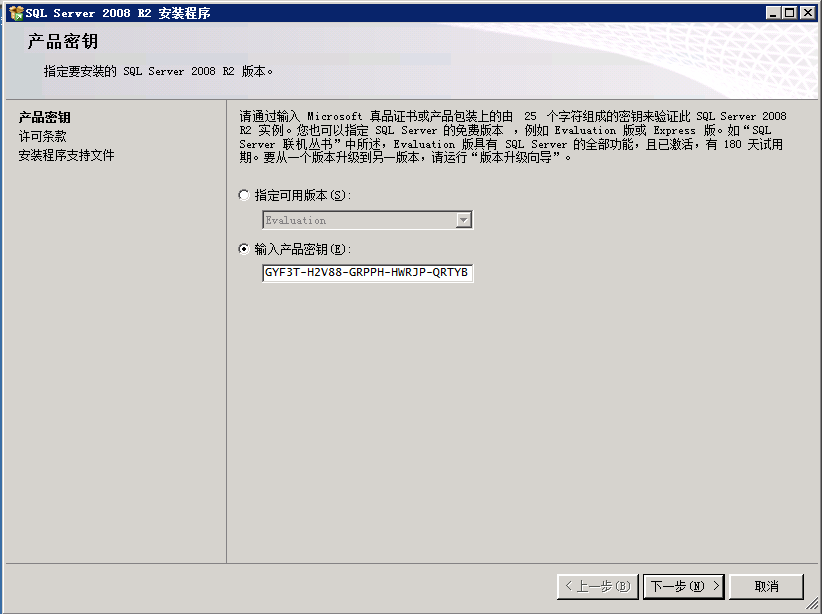 SQL Server 2008 R2 安装程序
产品密钥
指定要安装的 SQL Server 2008 R2 版本。
产品密钥
许可条款
安装程序支持文件
请通过输入 Microsoft 真品证书或产品包装上的由 25 个字符组成的密钥来验证此 SQL Server 2008
R2 实例。您也可以指定 SQL Server 的免费版本 ，例如 Evaluation 版或 Express 版。如“SQL
Server 联机丛书”中所述，Evaluation 版具有 SQL Server 的全部功能，且已激活，有 180 天试用
期。要从一个版本升级到另一版本，请运行“版本升级向导”。
指定可用版本(S):
Evaluation
输入产品密钥(E):
GYF3T-H2V88-GRPPH-HWRJP-QRTYB
< 上一步(B)
下一步(N) >
取消